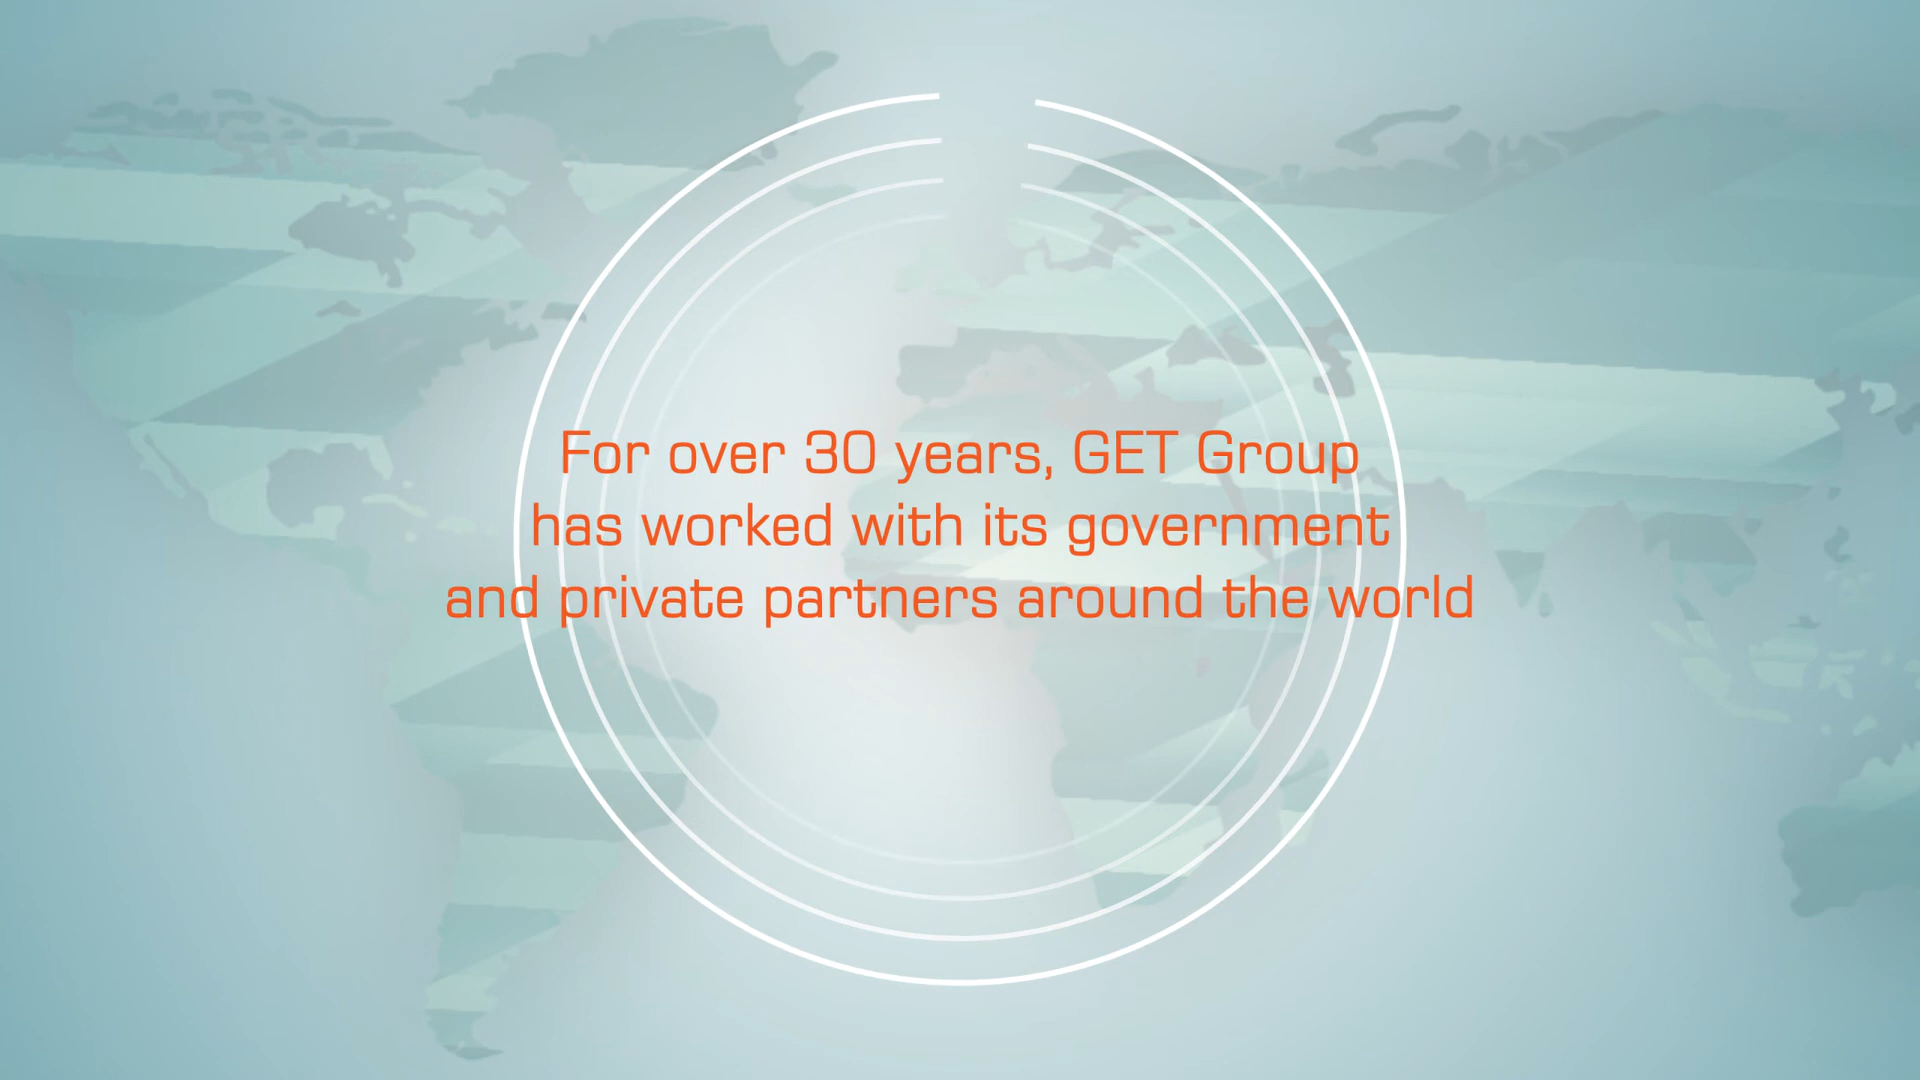 For over 30 years, GET Group
has worked with its government
and private partners around the world